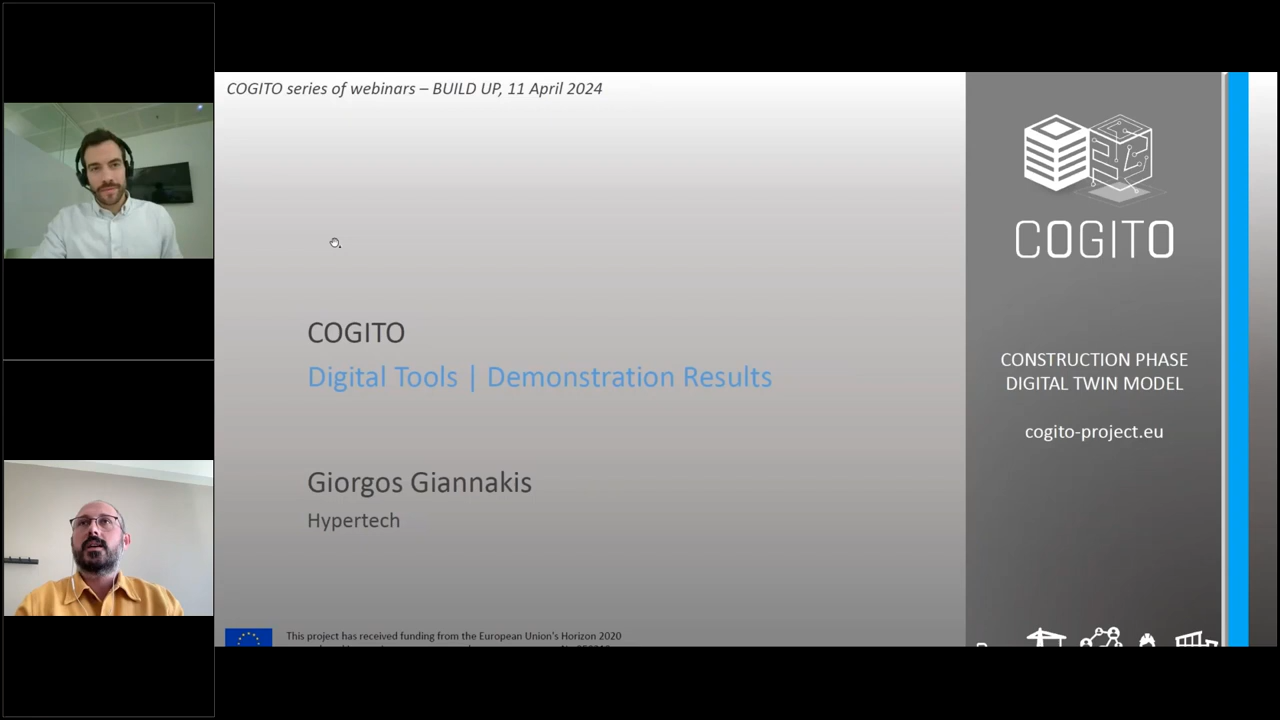 COGITO series of webinars – BUILD UP, 11 April 2024
COGITO
Digital Tools | Demonstration Results
Giorgos Giannakis
Hypertech
This project has received funding from the European Union's Horizon 2020
COGITO
CONSTRUCTION PHASE
DIGITAL TWIN MODEL
cogito-project.eu